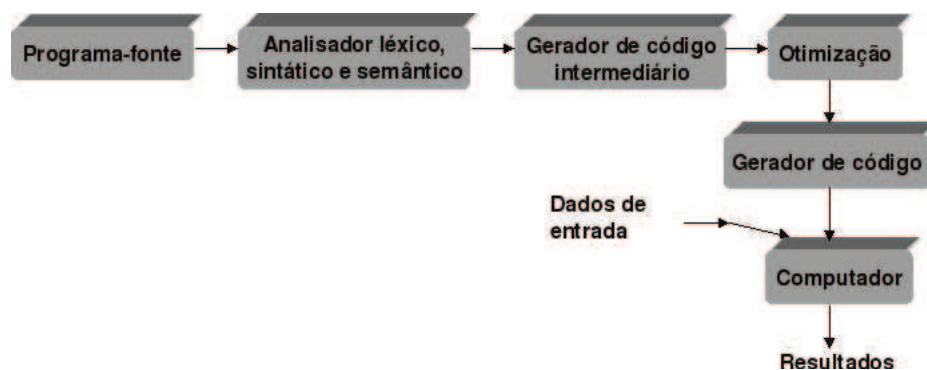 Programa-fonte
Analisador léxico,
sintático e semântico
Gerador de código
intermediário
Otimização
Gerador de código
Dados de
entrada
Computador
Resultados